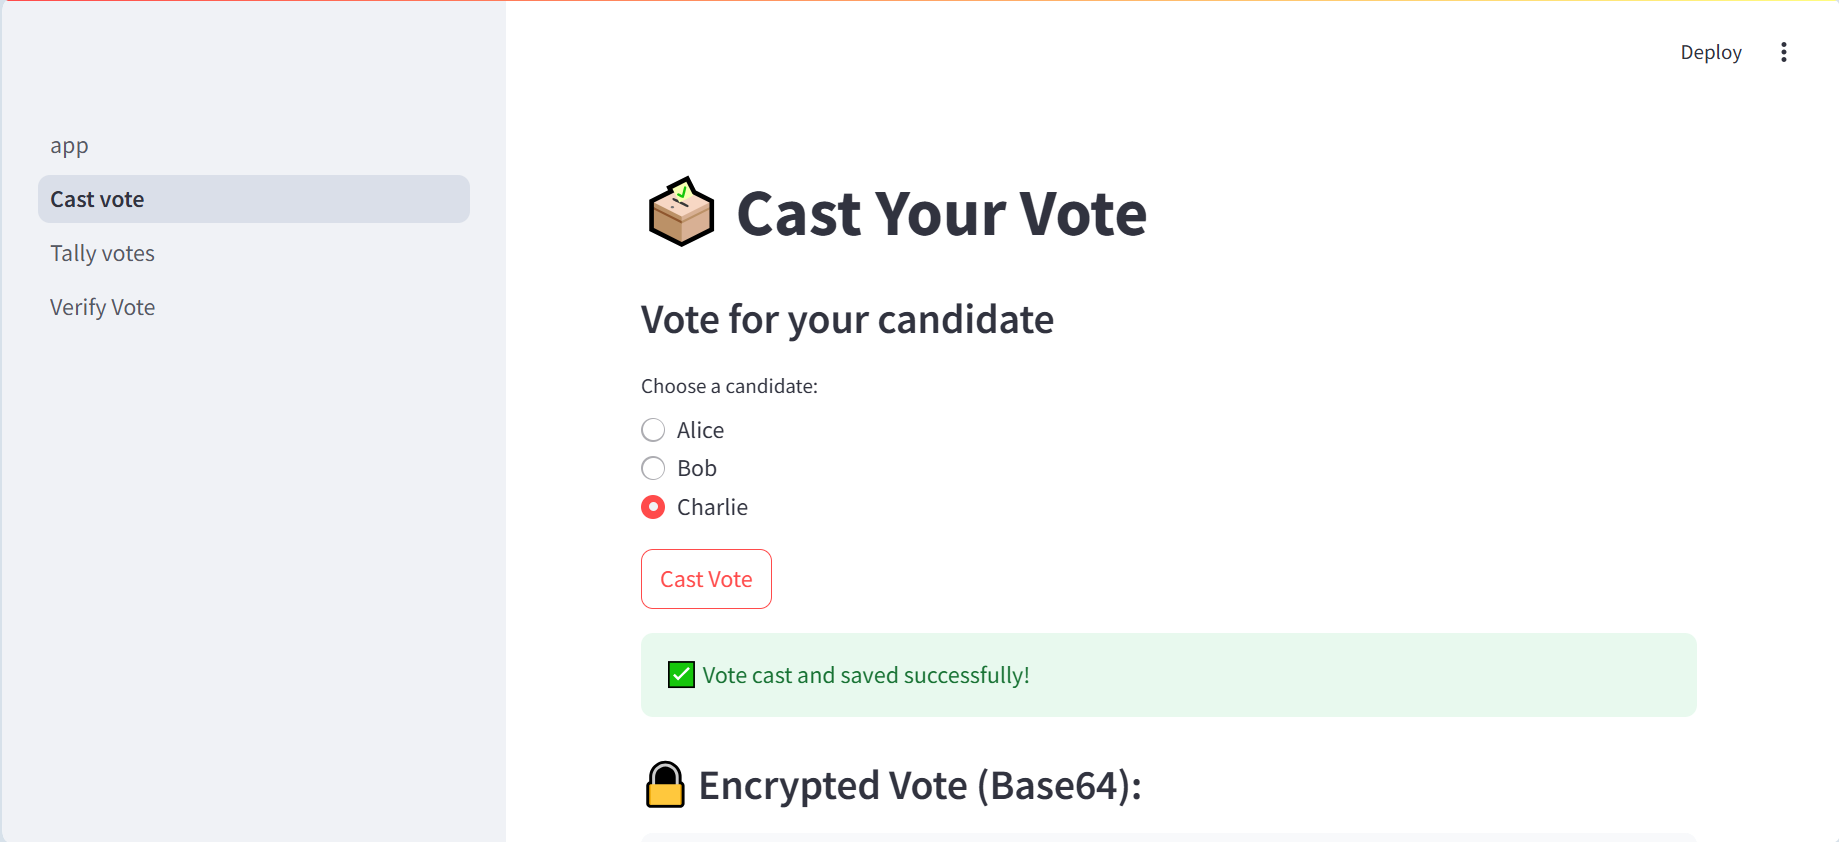 Deploy
app
Cast vote
Tally votes
Verify Vote
Cast Your Vote
Vote for your candidate
Choose a candidate:
Alice
Bob
Charlie
Cast Vote
Vote cast and saved successfully!
Encrypted Vote (Base64):